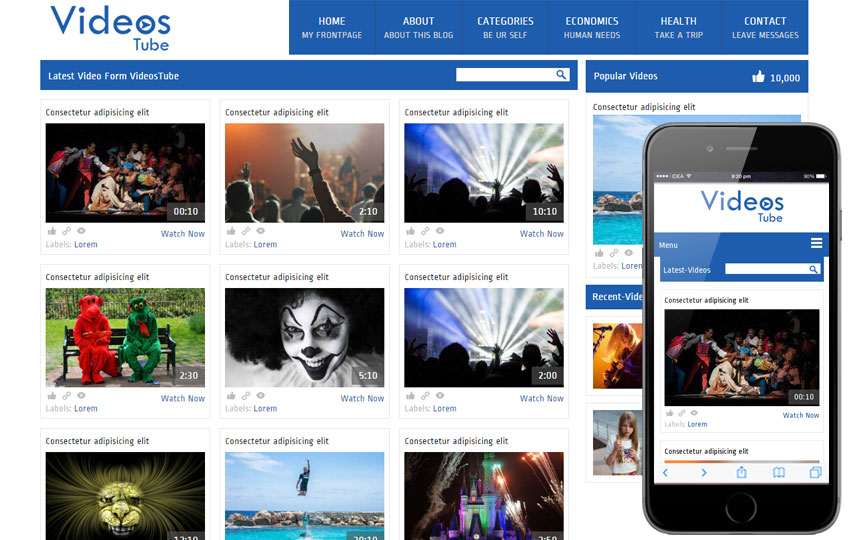 Videos
Tube
HOME
MY FRONTPAGE
ABOUT
ABOUT THIS BLOG
CATEGORIES
BE UR SELF
ECONOMICS
HUMAN NEEDS
HEALTH
TAKE A TRIP
CONTACT
LEAVE MESSAGES
Latest Video Form VideosTube
Consectetur adipisicing elit
00:10
Watch Now
Labels: Lorem
Consectetur adipisicing elit
2:10
Watch Now
Labels: Lorem
Consectetur adipisicing elit
10:10
Watch Now
Labels: Lorem
Consectetur adipisicing elit
2:30
Watch Now
Labels: Lorem
Consectetur adipisicing elit
5:10
Watch Now
Labels: Lorem
Consectetur adipisicing elit
2:00
Watch Now
Labels: Lorem
Consectetur adipisicing elit
Consectetur adipisicing elit
Consectetur adipisicing elit
Popular Videos 10,000
Consectetur adipisicing elit
Labels: Lorem
Recent-Vide
IDEA 9:20 pm 90%
Videos
Tube
Menu
Latest-Videos
Consectetur adipisicing elit
00:10
Watch Now
Labels: Lorem
Consectetur adipisicing elit